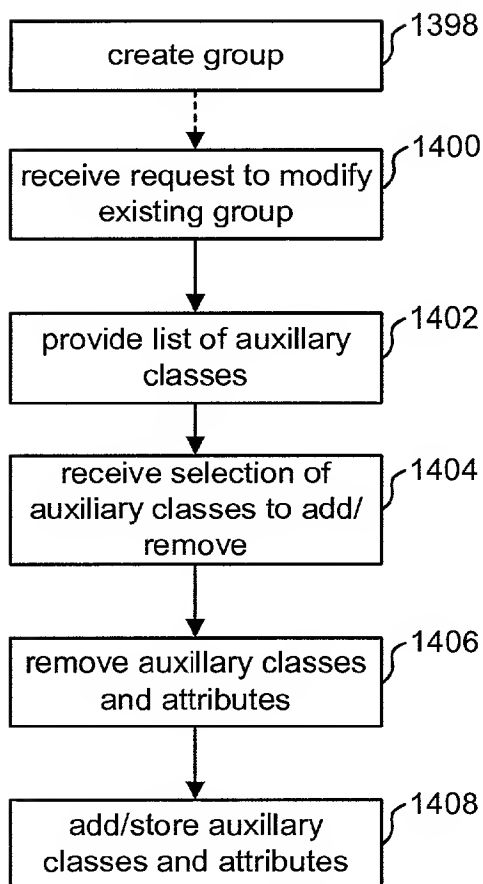 1398
create group
1400
receive request to modify
existing group
1402
provide list of auxillary
classes
1404
receive selection of
auxiliary classes to add/
remove
1406
remove auxillary classes
and attributes
1408
add/store auxillary
classes and attributes